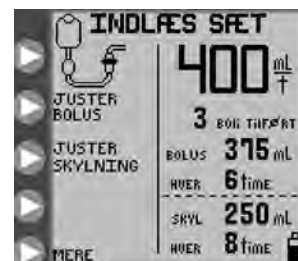 INDLÆS SÆT
400 mL
T
JUSTER
BOLUS
3 BOL TILFØRT
JUSTER
SKYLNING
BOLUS 375 mL
HVER 6 time
SKYL 250 mL
HVER 8 time
MERE